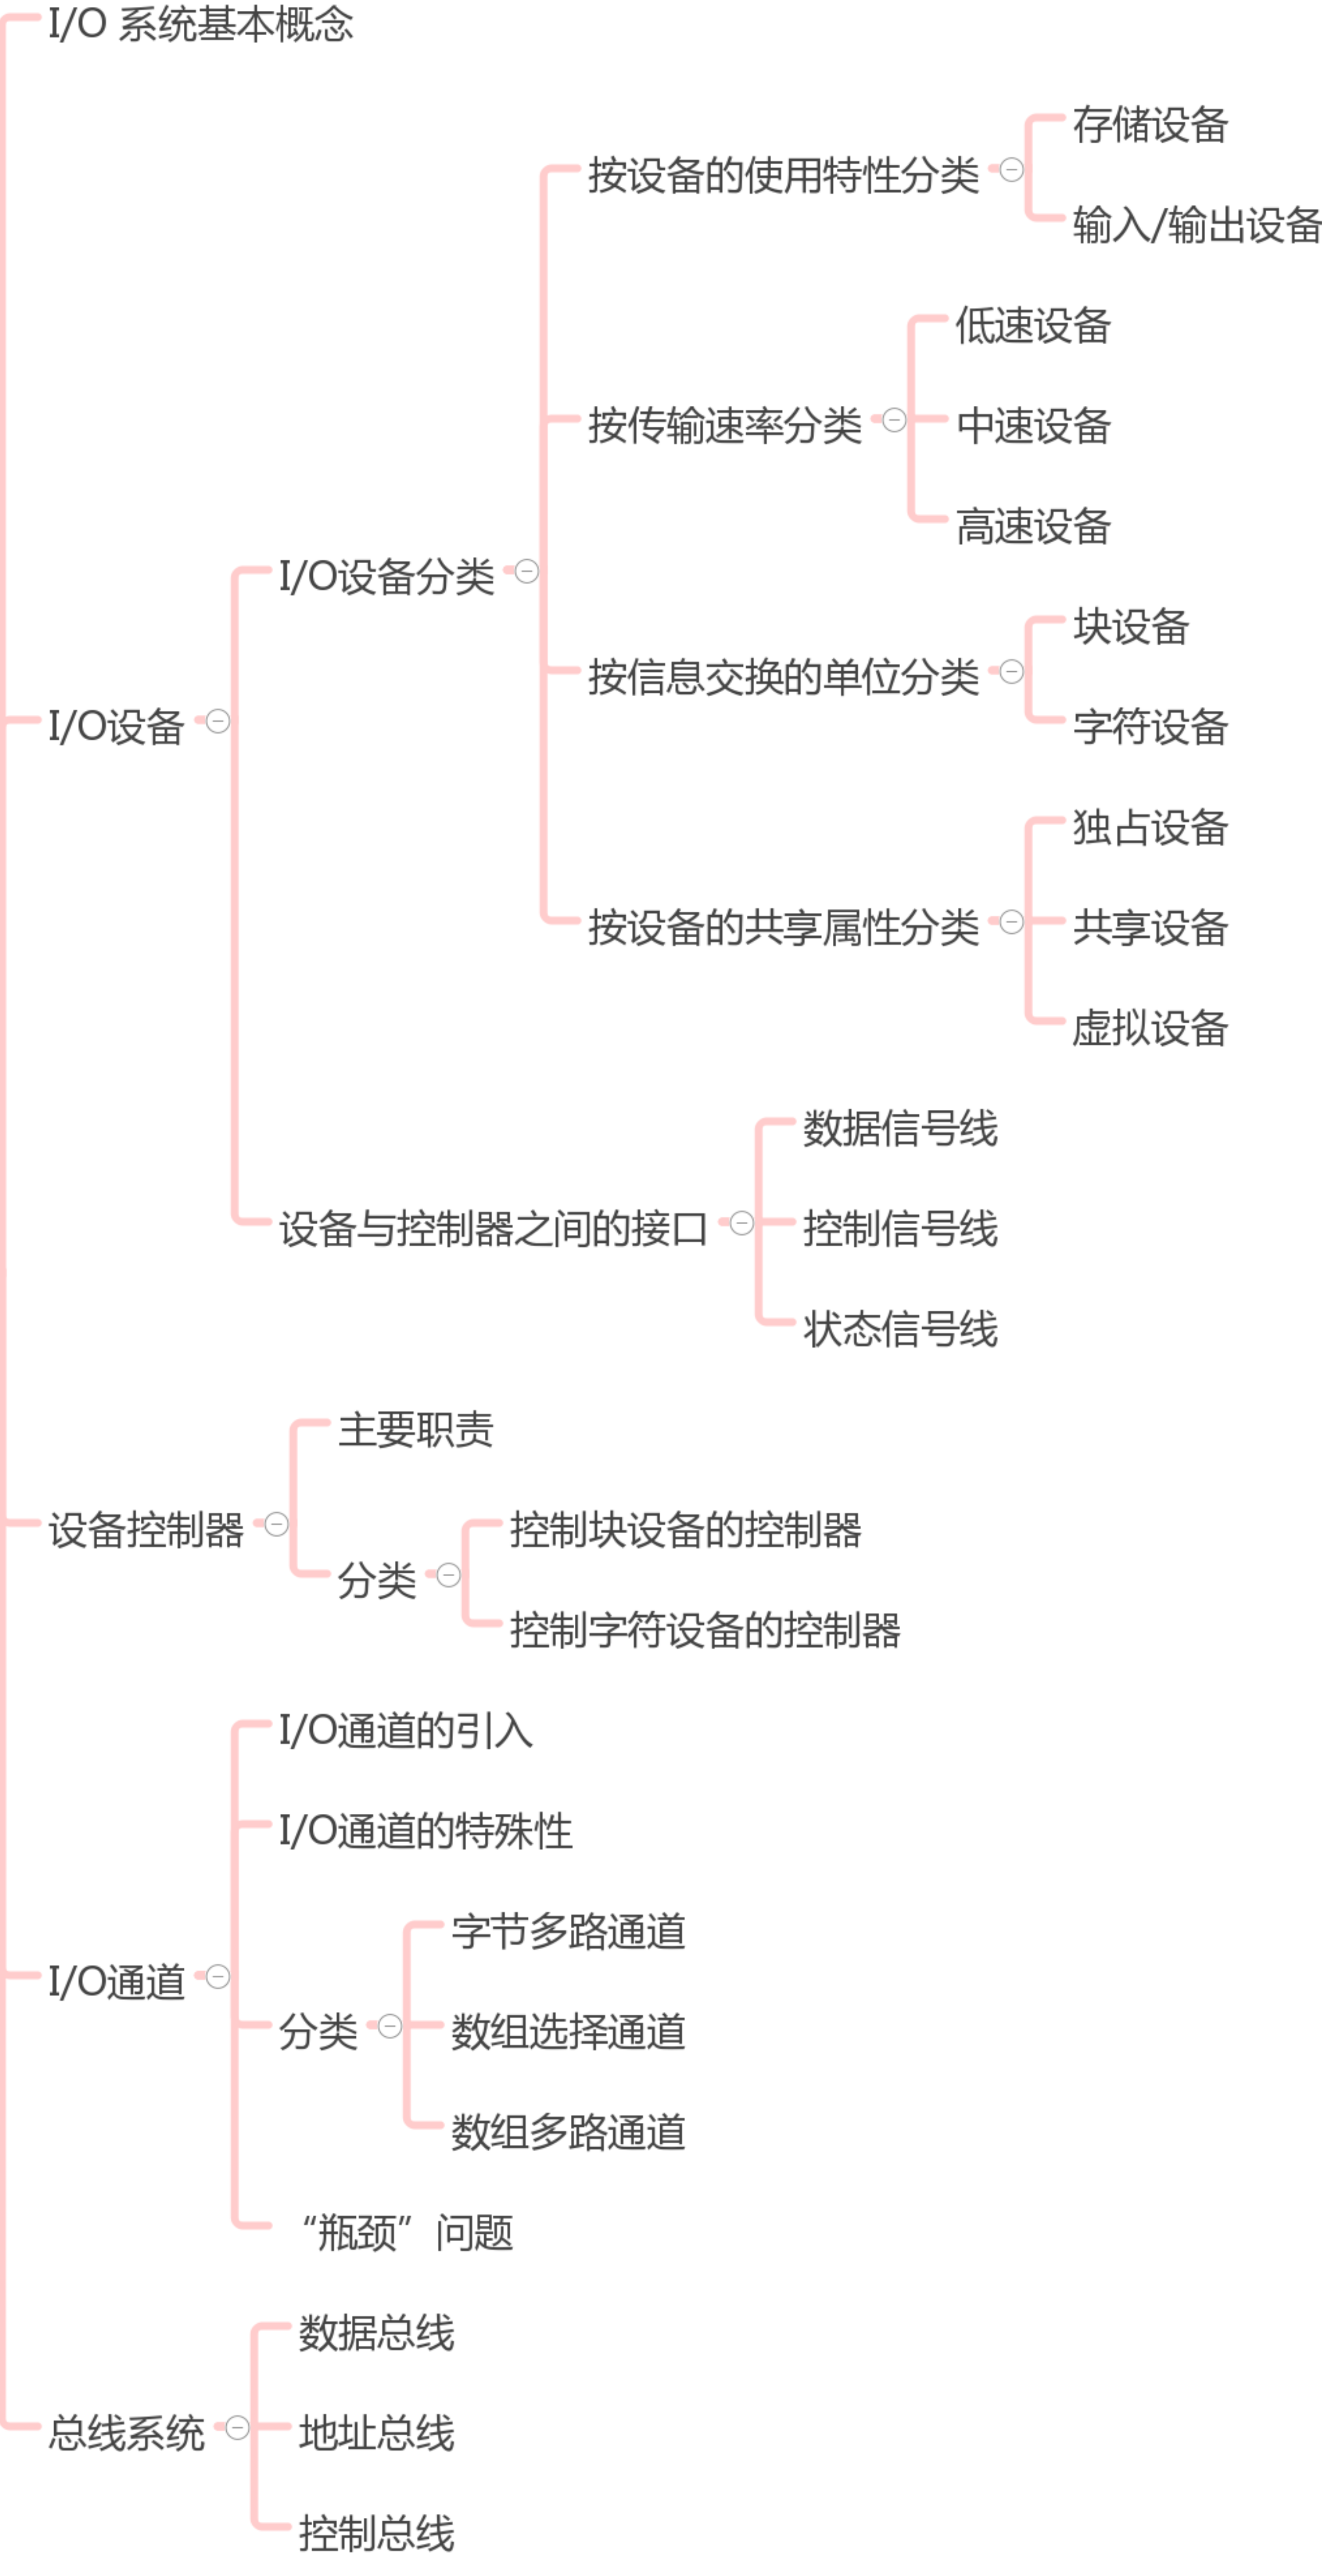 I/O 系统基本概念
存储设备
按设备的使用特性分类
输入/输出设备
低速设备
按传输速率分类
中速设备
高速设备
I/O设备分类
块设备
按信息交换的单位分类
I/O设备
字符设备
独占设备
按设备的共享属性分类
共享设备
虚拟设备
数据信号线
设备与控制器之间的接口
控制信号线
状态信号线
主要职责
设备控制器
控制块设备的控制器
分类
控制字符设备的控制器
I/O通道的引入
I/O通道的特殊性
字节多路通道
I/O通道
分类
数组选择通道
数组多路通道
“瓶颈”问题
数据总线
总线系统
地址总线
控制总线